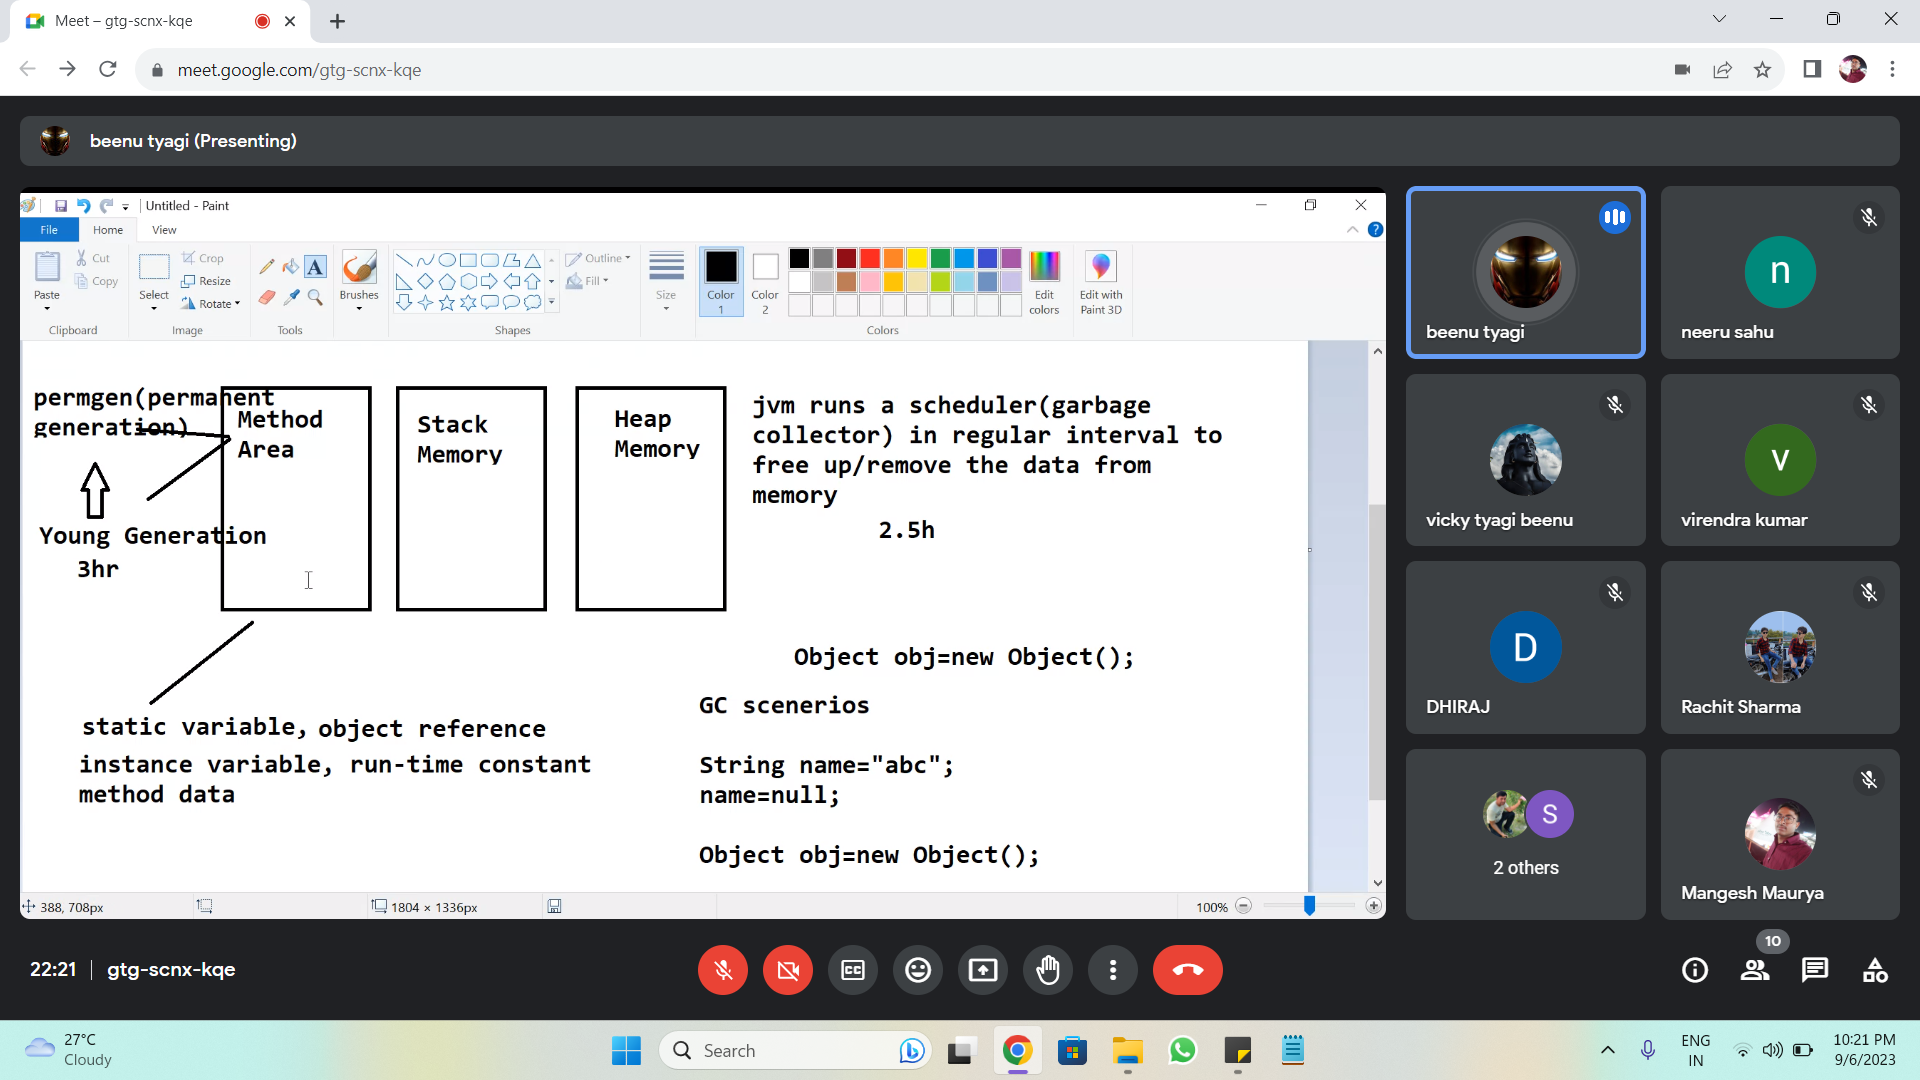 Meet – gtg-scnx-kqe
meet.google.com/gtg-scnx-kqe
beenu tyagi (Presenting)
Untitled - Paint
File Home View
Paste
Cut
Copy
Clipboard
Select
Crop
Resize
Rotate
Image
A
Tools
Brushes
Outline
Fill
Shapes
Size
Color 1
Color 2
Edit colors
Edit with Paint 3D
Colors
permgen(permanent
generation)
Young Generation
3hr
Method
Area
Stack
Memory
Heap
Memory
jvm runs a scheduler(garbage
collector) in regular interval to
free up/remove the data from
memory
2.5h
Object obj=new Object();
GC scenerios
String name="abc";
name=null;
Object obj=new Object();
static variable, object reference
instance variable, run-time constant
method data
388, 708px
1804 × 1336px
100%
beenu tyagi
n
neeru sahu
vicky tyagi beenu
V
virendra kumar
D
DHIRAJ
Rachit Sharma
S
2 others
Mangesh Maurya
22:21 | gtg-scnx-kqe
CC
10
27°C
Cloudy
Search
ENG
IN
10:21 PM
9/6/2023